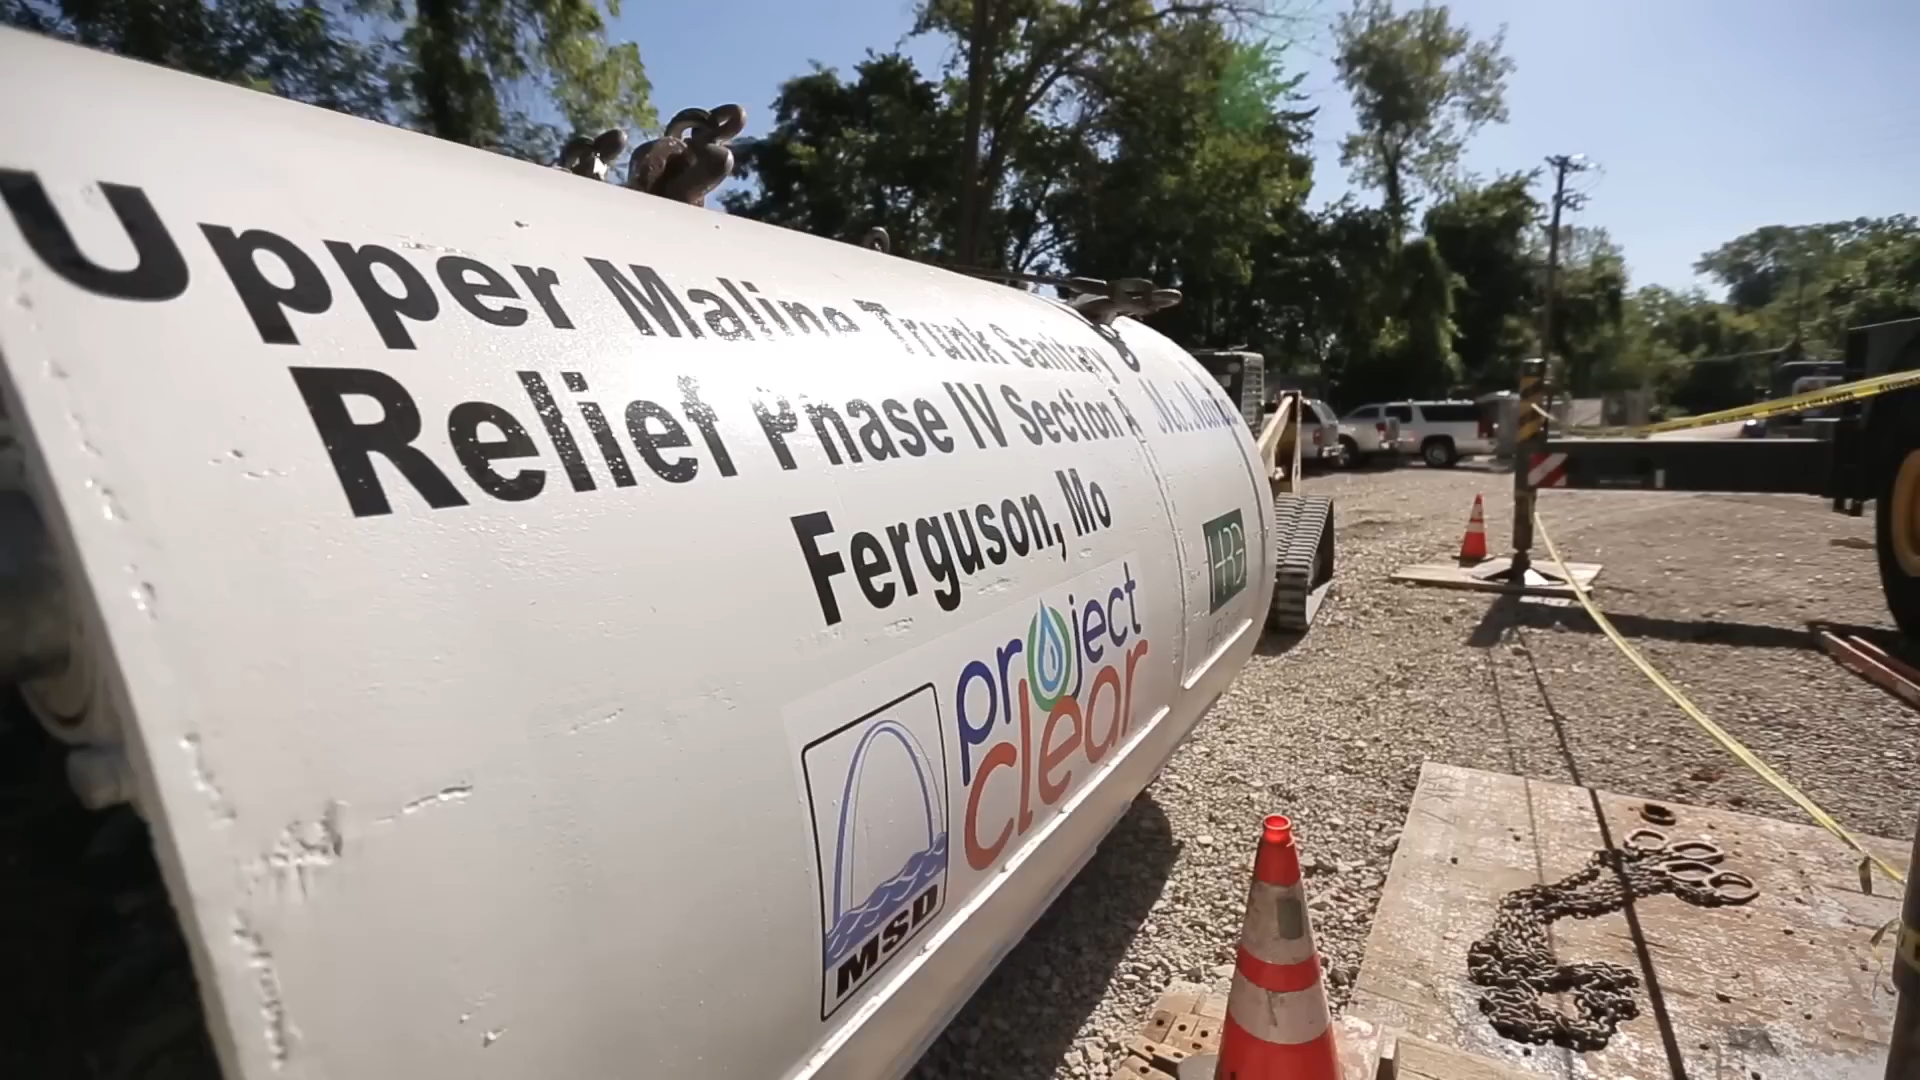 Upper Maline Trunk Sanitary
Relief Phase IV Section A
Ferguson, Mo
project
clear
MSD